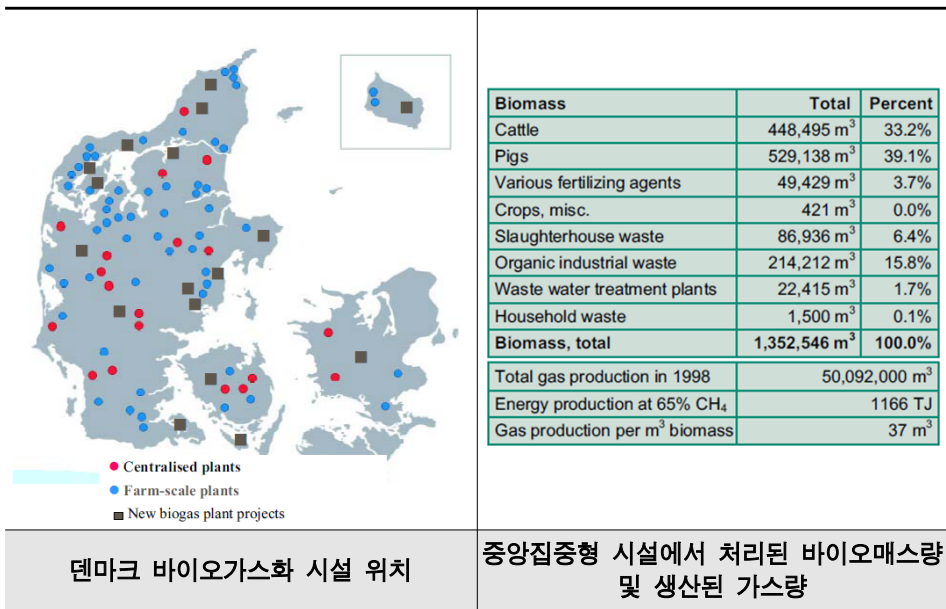 Centralised plants
Farm-scale plants
New biogas plant projects
Biomass Total Percent
Cattle 448,495 m³ 33.2%
Pigs 529,138 m³ 39.1%
Various fertilizing agents 49,429 m³ 3.7%
Crops, misc. 421 m³ 0.0%
Slaughterhouse waste 86,936 m³ 6.4%
Organic industrial waste 214,212 m³ 15.8%
Waste water treatment plants 22,415 m³ 1.7%
Household waste 1,500 m³ 0.1%
Biomass, total 1,352,546 m³ 100.0%
Total gas production in 1998 50,092,000 m³
Energy production at 65% CH₄ 1166 TJ
Gas production per m³ biomass 37 m³
덴마크 바이오가스화 시설 위치
중앙집중형 시설에서 처리된 바이오매스량
및 생산된 가스량